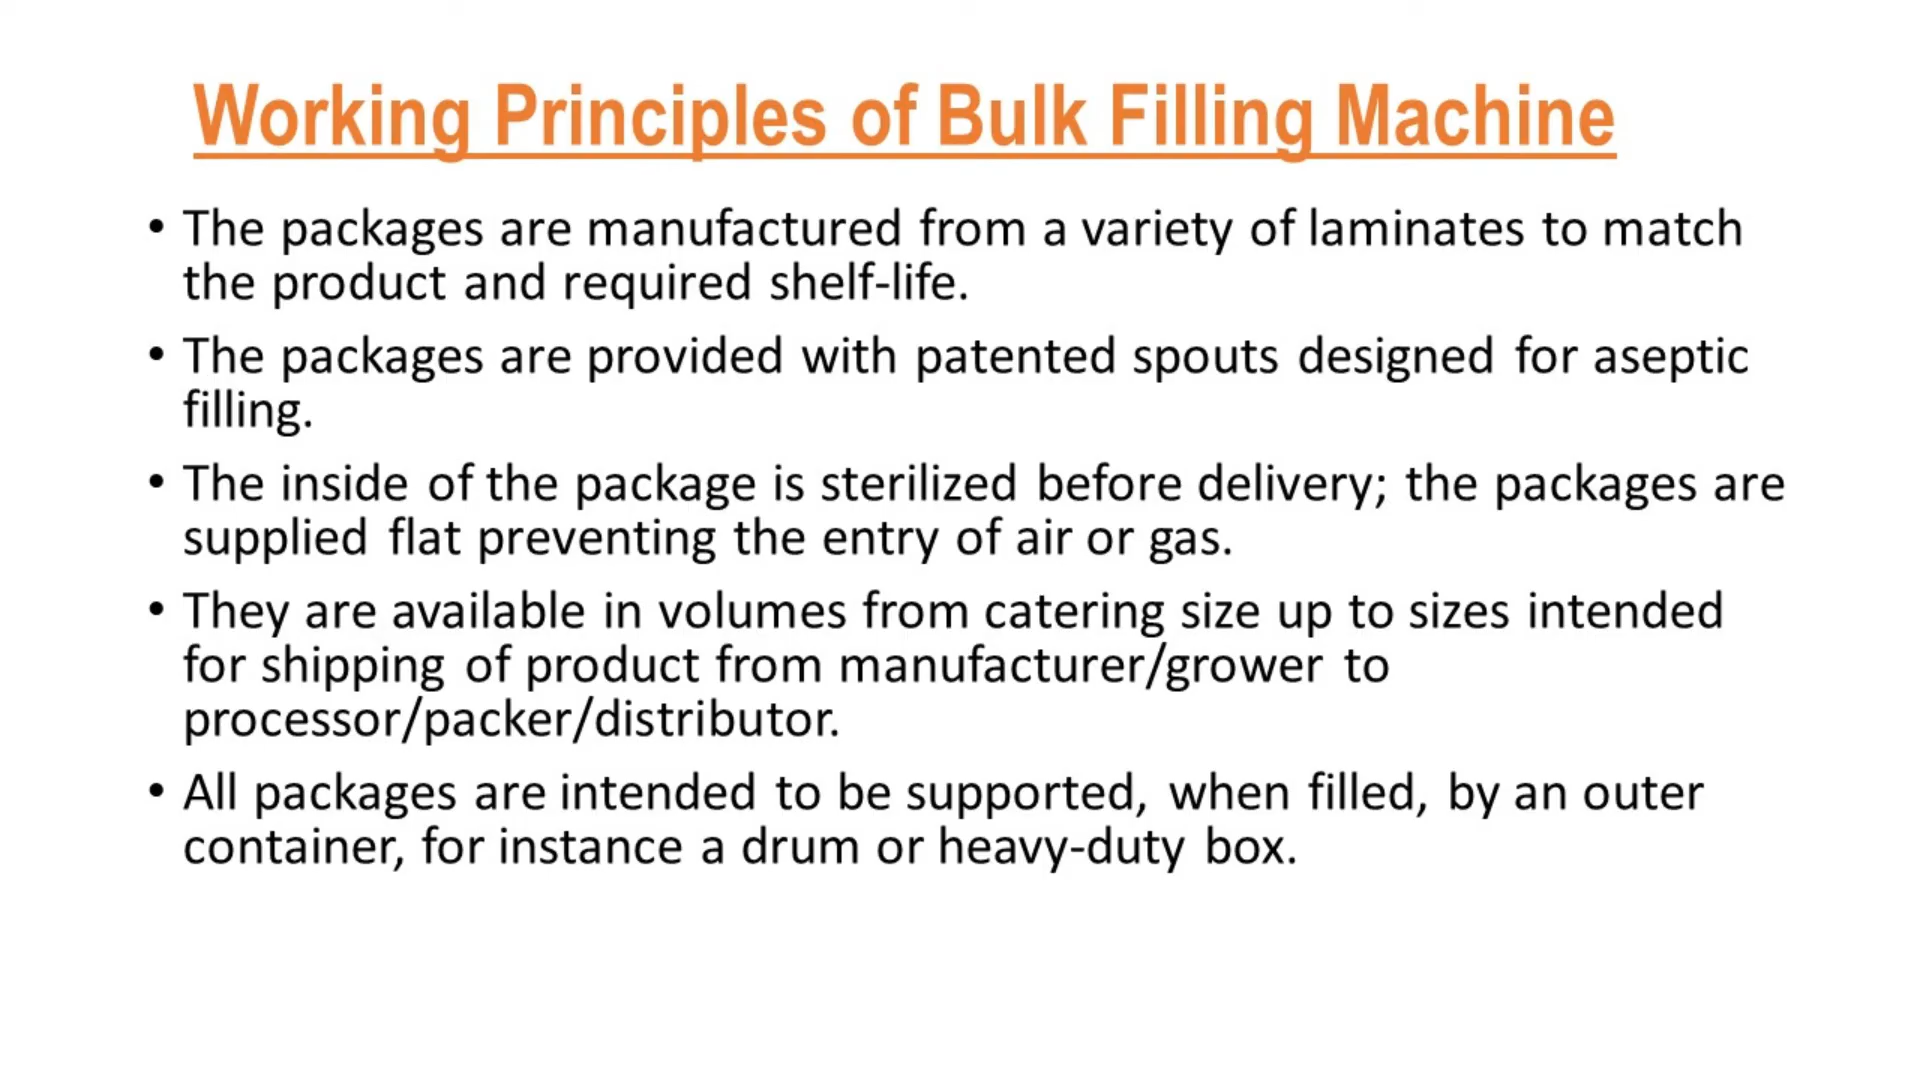 Working Principles of Bulk Filling Machine
• The packages are manufactured from a variety of laminates to match
the product and required shelf-life.
• The packages are provided with patented spouts designed for aseptic
filling.
• The inside of the package is sterilized before delivery; the packages are
supplied flat preventing the entry of air or gas.
• They are available in volumes from catering size up to sizes intended
for shipping of product from manufacturer/grower to
processor/packer/distributor.
• All packages are intended to be supported, when filled, by an outer
container, for instance a drum or heavy-duty box.